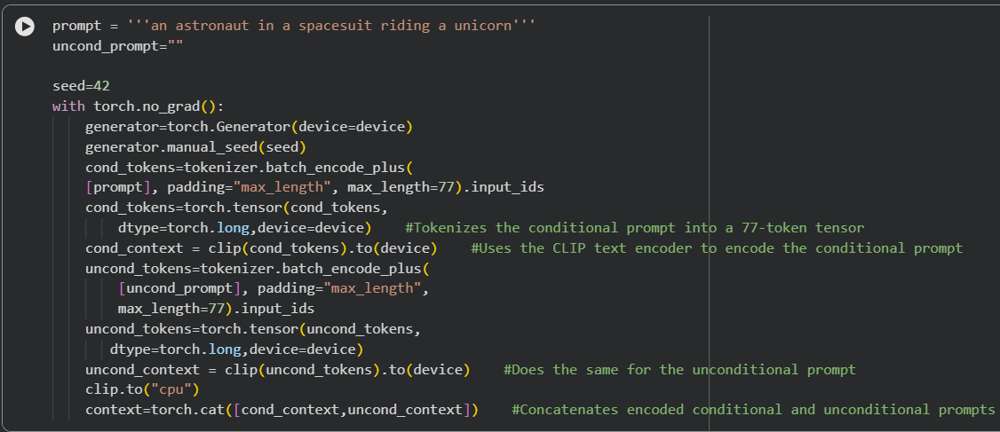 prompt = '''an astronaut in a spacesuit riding a unicorn'''
uncond_prompt=""
seed=42
with torch.no_grad():
generator=torch.Generator(device=device)
generator.manual_seed(seed)
cond_tokens=tokenizer.batch_encode_plus(
[prompt], padding="max_length", max_length=77).input_ids
cond_tokens=torch.tensor(cond_tokens,
dtype=torch.long,device=device) #Tokenizes the conditional prompt into a 77-token tensor
cond_context = clip(cond_tokens).to(device) #Uses the CLIP text encoder to encode the conditional prompt
uncond_tokens=tokenizer.batch_encode_plus(
[uncond_prompt], padding="max_length",
max_length=77).input_ids
uncond_tokens=torch.tensor(uncond_tokens,
dtype=torch.long,device=device)
uncond_context = clip(uncond_tokens).to(device) #Does the same for the unconditional prompt
clip.to("cpu")
context=torch.cat([cond_context,uncond_context]) #Concatenates encoded conditional and unconditional prompts